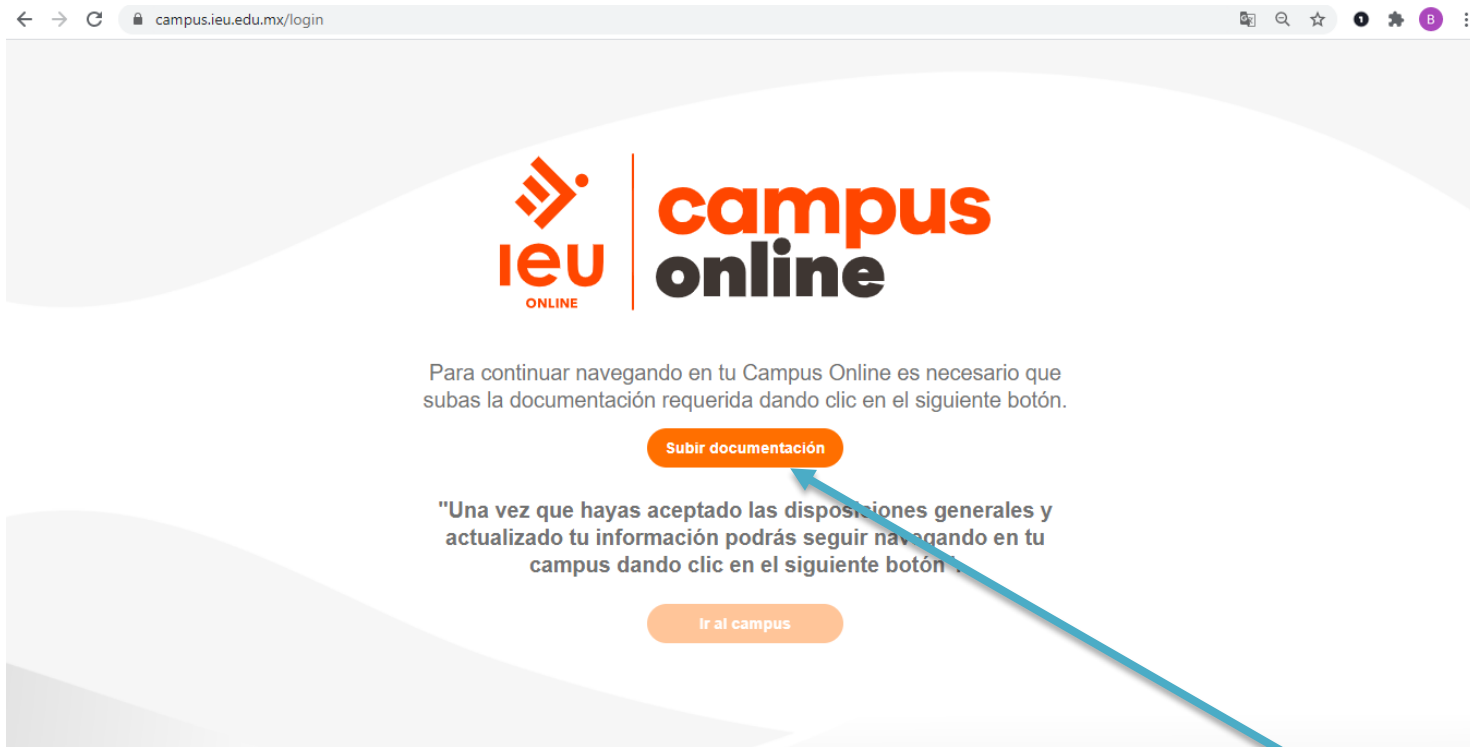 campus.ieu.edu.mx/login
B
ieu
ONLINE
campus
online
Para continuar navegando en tu Campus Online es necesario que
subas la documentación requerida dando clic en el siguiente botón.
Subir documentación
"Una vez que hayas aceptado las disposiciones generales y
actualizado tu información podrás seguir navegando en tu
campus dando clic en el siguiente botón".
Ir al campus